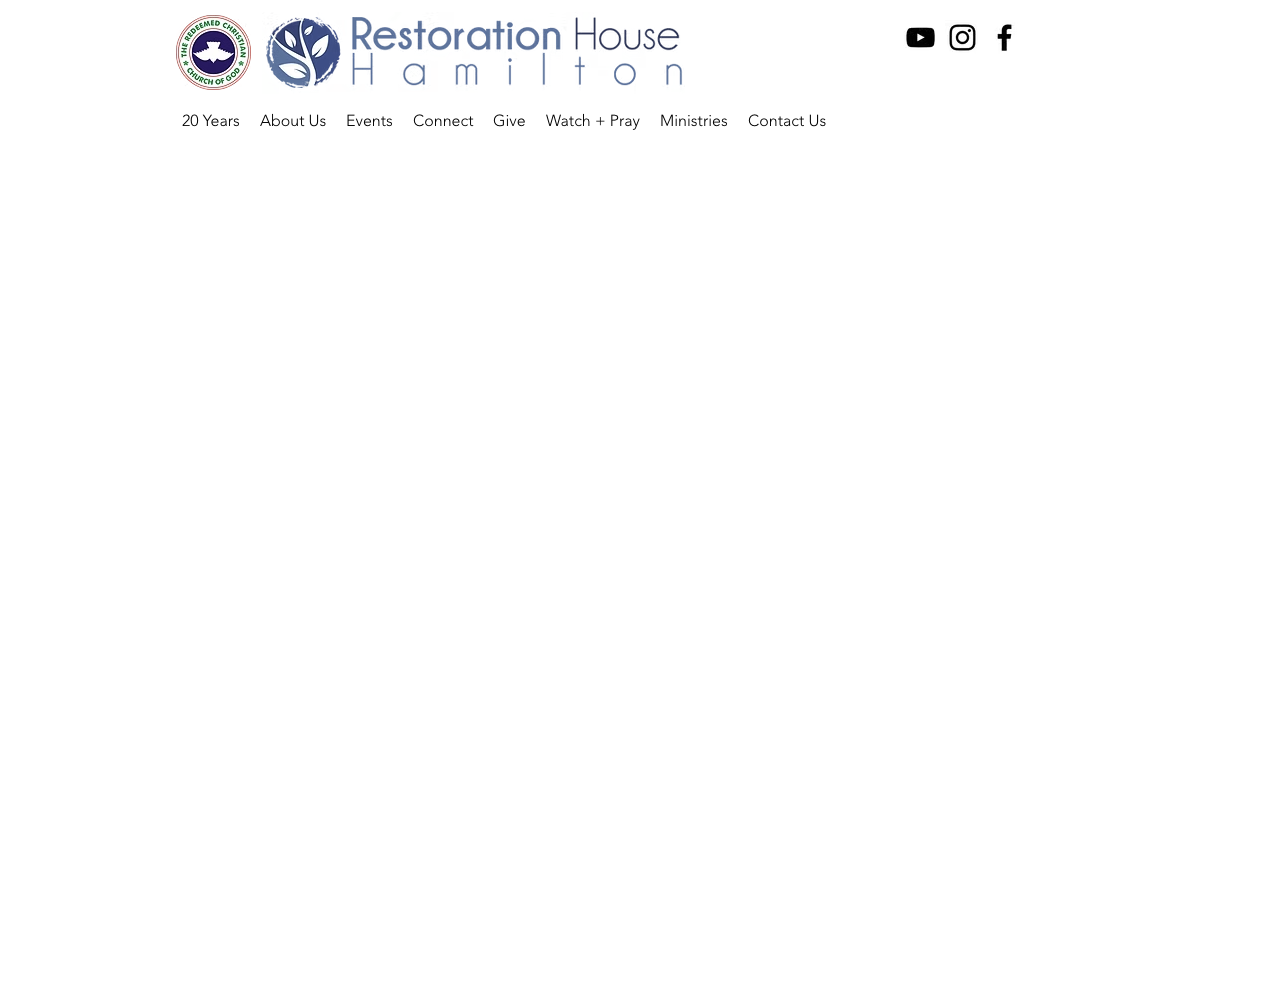 THE REDEEMED CHRISTIAN
CHURCH OF GOD
Restoration House
Hamilton
20 Years About Us Events Connect Give Watch + Pray Ministries Contact Us